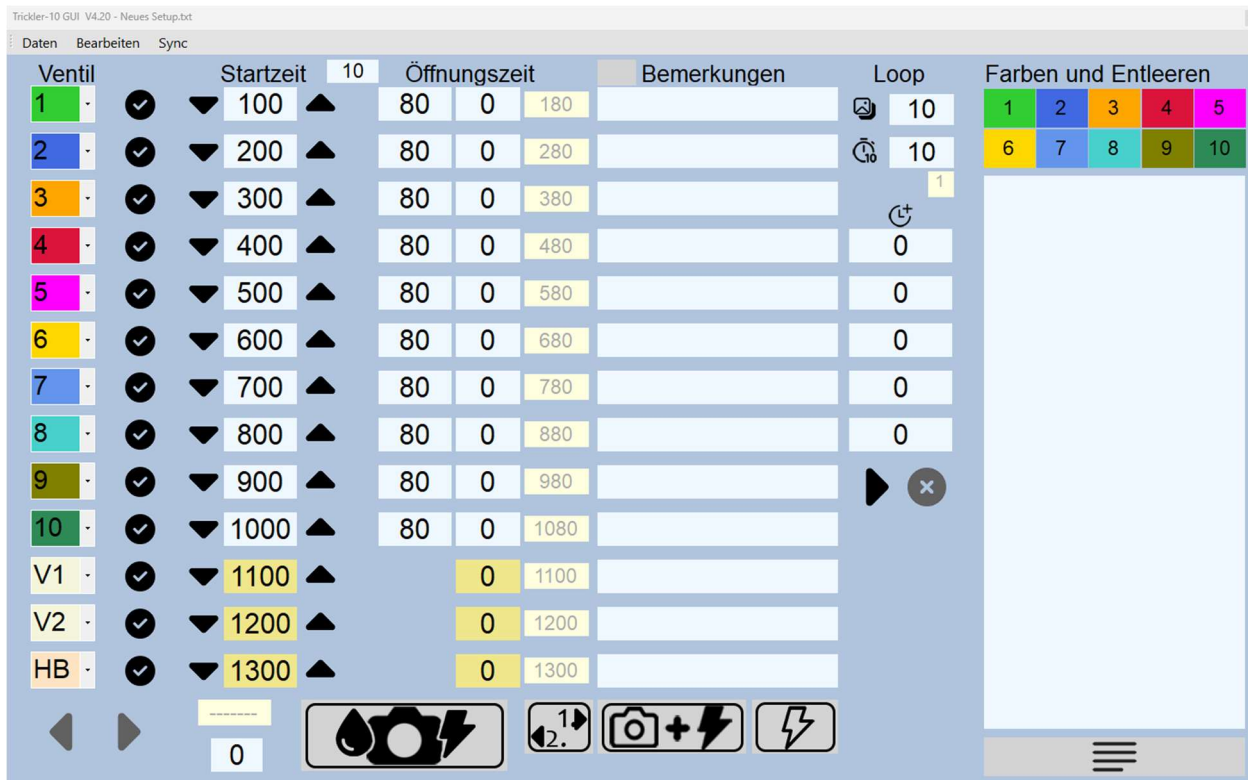 Trickler-10 GUI V4.20 - Neues Setup.txt
Daten Bearbeiten Sync
Ventil Startzeit 10 Öffnungszeit Bemerkungen Loop Farben und Entleeren
1 100 80 0 180 10 1 2 3 4 5
2 200 80 0 280 10 10 6 7 8 9 10
3 300 80 0 380 1
4 400 80 0 480 0
5 500 80 0 580 0
6 600 80 0 680 0
7 700 80 0 780 0
8 800 80 0 880 0
9 900 80 0 980
10 1000 80 0 1080
V1 1100 0 1100
V2 1200 0 1200
HB 1300 0 1300
------- 1 2.
0